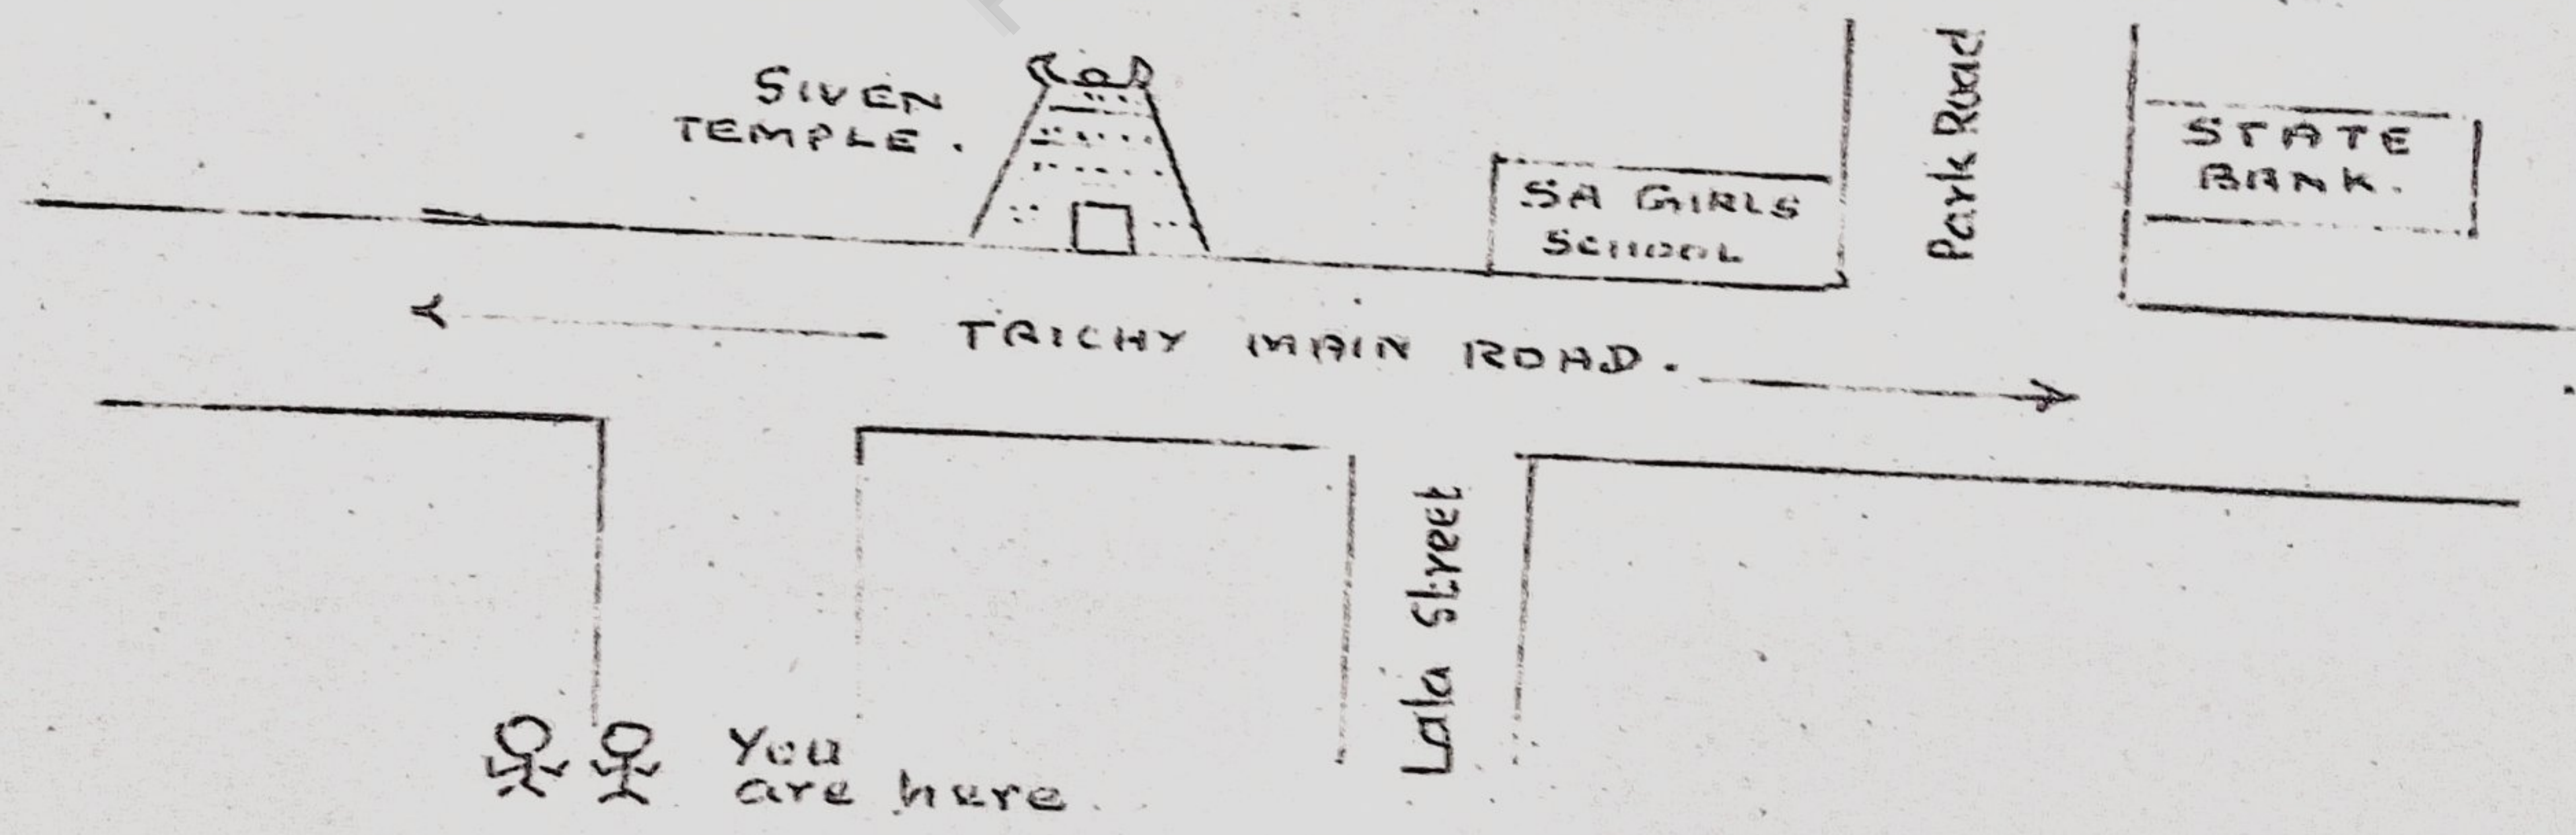 SIVEN
TEMPLE.
SA GIRLS
SCHOOL
Park Road
STATE
BANK.
TRICHY MAIN ROAD.
Lala Street
You
are here